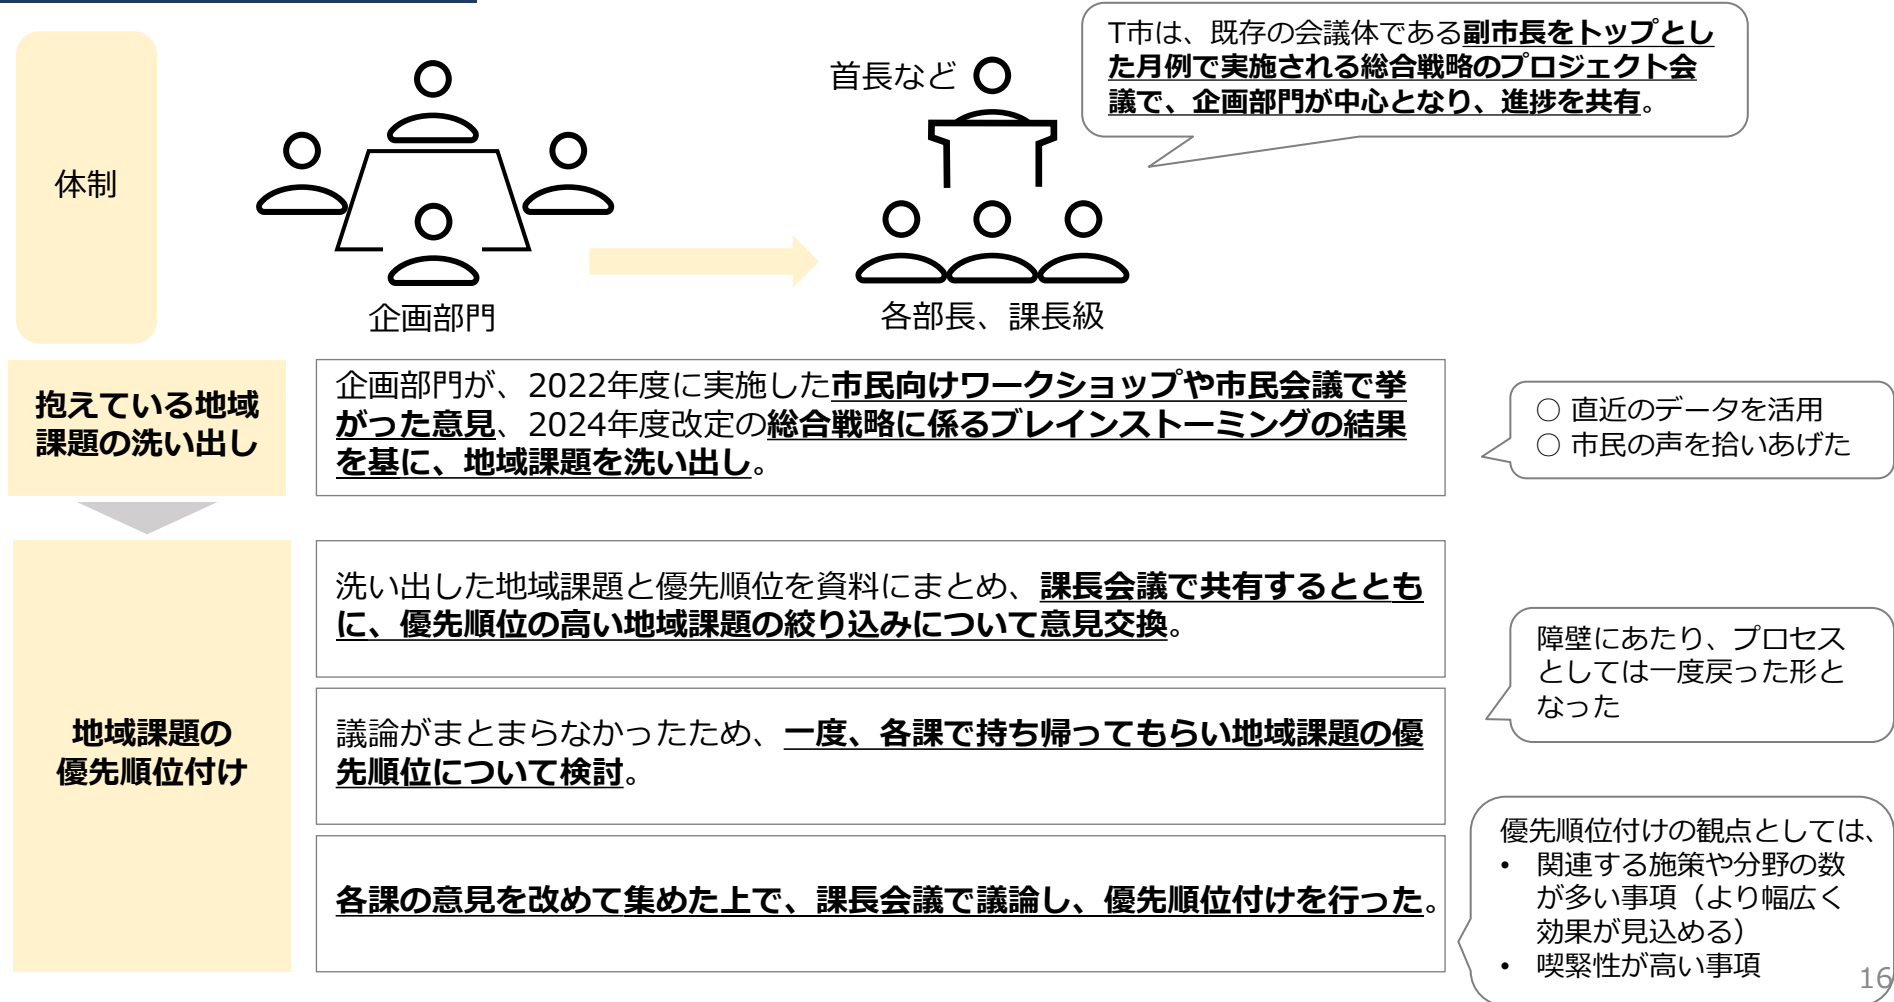 体制
企画部門
首長など
各部長、課長級
T市は、既存の会議体である副市長をトップとし
た月例で実施される総合戦略のプロジェクト会
議で、企画部門が中心となり、進捗を共有。
抱えている地域
課題の洗い出し
企画部門が、2022年度に実施した市民向けワークショップや市民会議で挙
がった意見、2024年度改定の総合戦略に係るブレインストーミングの結果
を基に、地域課題を洗い出し。
○ 直近のデータを活用
○ 市民の声を拾いあげた
地域課題の
優先順位付け
洗い出した地域課題と優先順位を資料にまとめ、課長会議で共有するととも
に、優先順位の高い地域課題の絞り込みについて意見交換。
議論がまとまらなかったため、一度、各課で持ち帰ってもらい地域課題の優
先順位について検討。
障壁にあたり、プロセス
としては一度戻った形と
なった
各課の意見を改めて集めた上で、課長会議で議論し、優先順位付けを行った。
優先順位付けの観点としては、
• 関連する施策や分野の数
が多い事項（より幅広く
効果が見込める）
• 喫緊性が高い事項
16